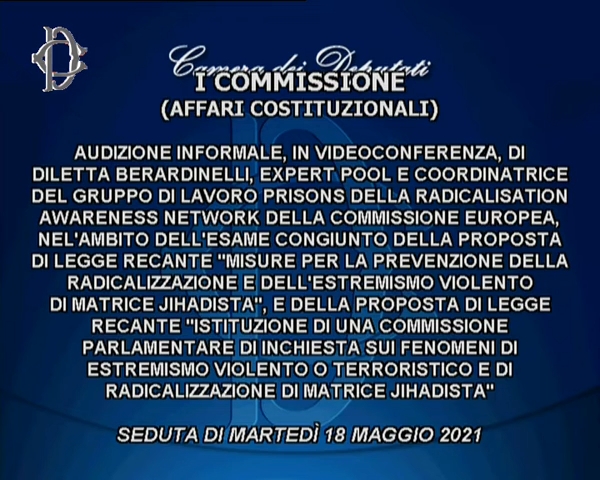 Camera dei Deputati
I COMMISSIONE
(AFFARI COSTITUZIONALI)
AUDIZIONE INFORMALE, IN VIDEOCONFERENZA, DI
DILETTA BERARDINELLI, EXPERT POOL E COORDINATRICE
DEL GRUPPO DI LAVORO PRISONS DELLA RADICALISATION
AWARENESS NETWORK DELLA COMMISSIONE EUROPEA,
NEL'AMBITO DELL'ESAME CONGIUNTO DELLA PROPOSTA
DI LEGGE RECANTE "MISURE PER LA PREVENZIONE DELLA
RADICALIZZAZIONE E DELL'ESTREMISMO VIOLENTO
DI MATRICE JIHADISTA", E DELLA PROPOSTA DI LEGGE
RECANTE "ISTITUZIONE DI UNA COMMISSIONE
PARLAMENTARE DI INCHIESTA SUI FENOMENI DI
ESTREMISMO VIOLENTO O TERRORISTICO E DI
RADICALIZZAZIONE DI MATRICE JIHADISTA"
SEDUTA DI MARTEDÌ 18 MAGGIO 2021